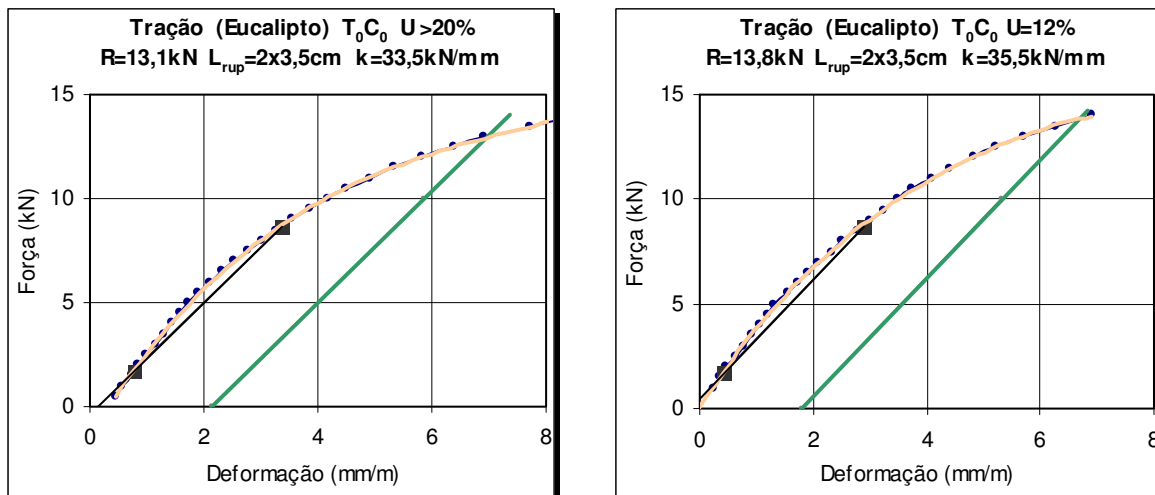 Tração (Eucalipto) T₀C₀ U >20%
R=13,1kN Lrup=2x3,5cm k=33,5kN/mm
15
10
5
0
Força (kN)
0 2 4 6 8
Deformação (mm/m)
Tração (Eucalipto) T₀C₀ U=12%
R=13,8kN Lrup=2x3,5cm k=35,5kN/mm
15
10
5
0
Força (kN)
0 2 4 6 8
Deformação (mm/m)